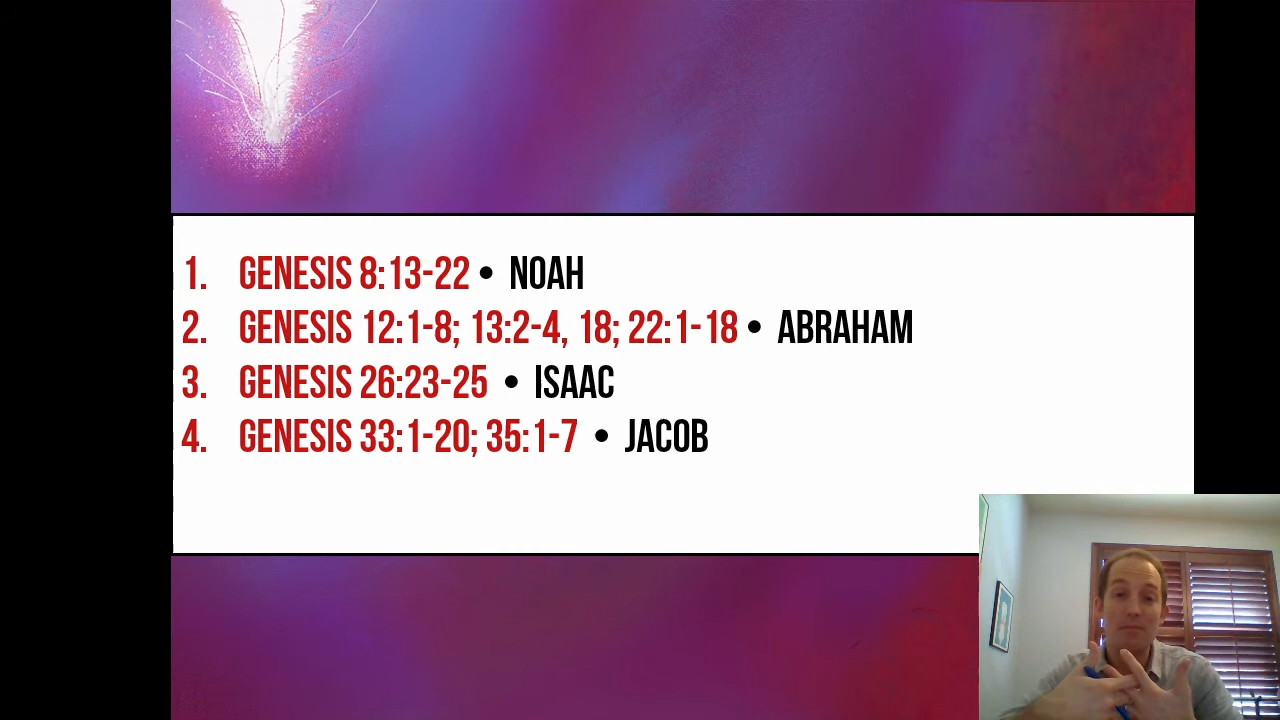 1. GENESIS 8:13-22 • NOAH
2. GENESIS 12:1-8; 13:2-4, 18; 22:1-18 • ABRAHAM
3. GENESIS 26:23-25 • ISAAC
4. GENESIS 33:1-20; 35:1-7 • JACOB